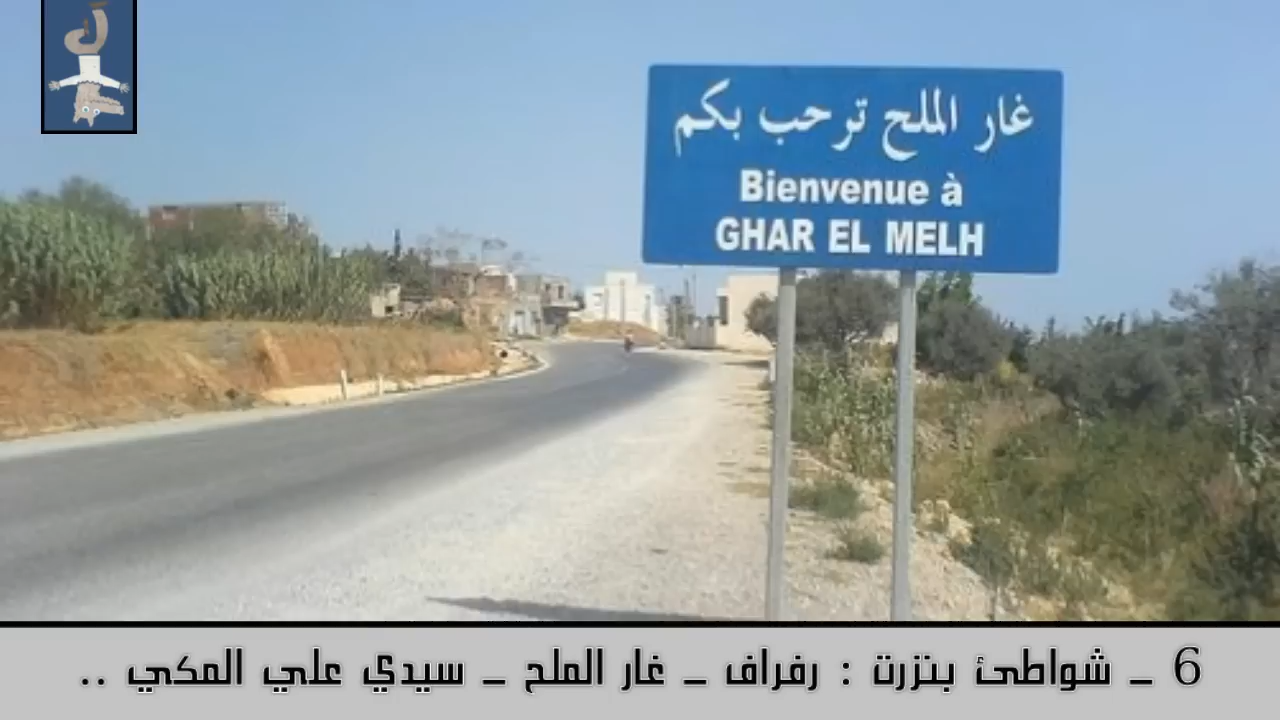 غار الملح ترحب بكم
Bienvenue à
GHAR EL MELH
6 ـ شواطئ بنزرت : رفراف ـ غار الملح ـ سيدي علي المكي ..